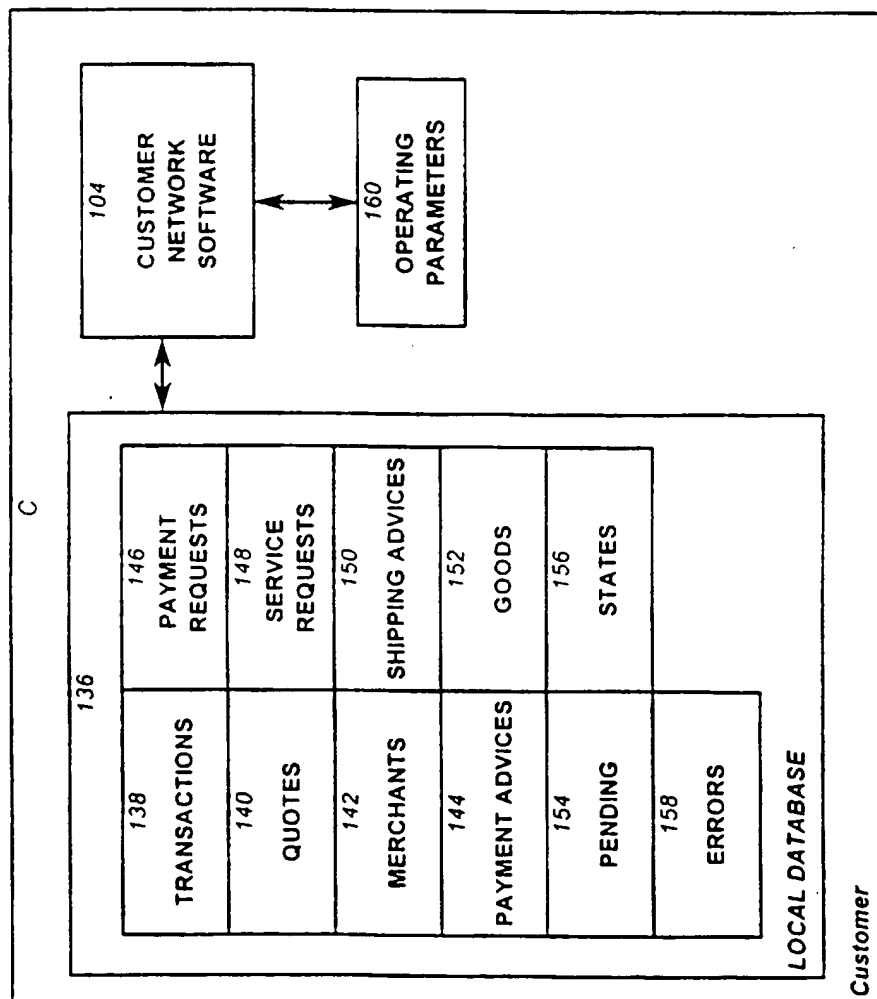 C
136
138
TRANSACTIONS
146
PAYMENT
REQUESTS
140
QUOTES
148
SERVICE
REQUESTS
142
MERCHANTS
150
SHIPPING ADVICES
144
PAYMENT ADVICES
152
GOODS
154
PENDING
156
STATES
158
ERRORS
LOCAL DATABASE
104
CUSTOMER
NETWORK
SOFTWARE
160
OPERATING
PARAMETERS
Customer